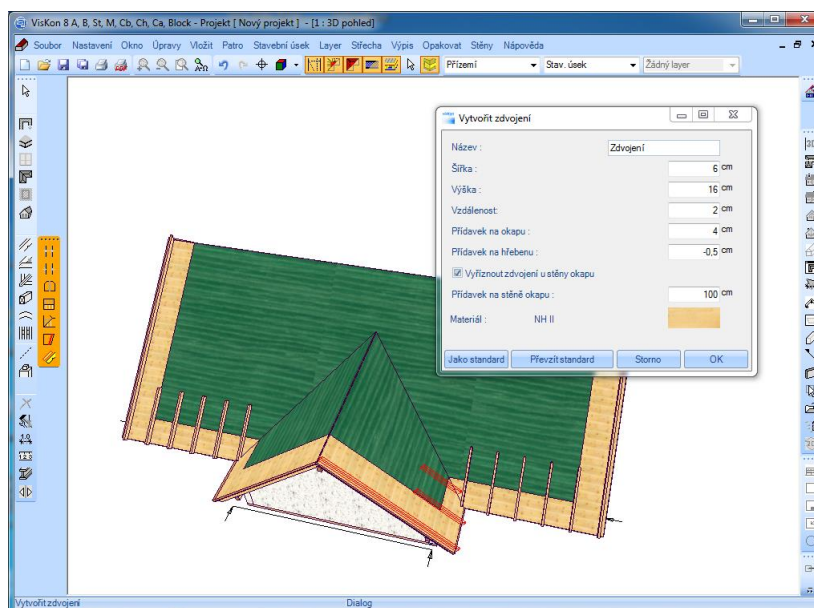 VisKon 8 A, B, St, M, Cb, Ch, Ca, Block - Projekt [ Nový projekt ] - [1 : 3D pohled]
Soubor Nastavení Okno Úpravy Vložit Patro Stavební úsek Layer Střecha Výpis Opakovat Stěny Nápověda
Přízemí Stav. úsek Žádný layer
Vytvořit zdvojení
Název : Zdvojení
Šířka : 6 cm
Výška : 16 cm
Vzdálenost: 2 cm
Přídavek na okapu : 4 cm
Přídavek na hřebenu : -0,5 cm
Vyříznout zdvojení u stěny okapu
Přídavek na stěně okapu : 100 cm
Materiál : NH II
Jako standard Převzít standard Storno OK
Vytvořit zdvojení Dialog